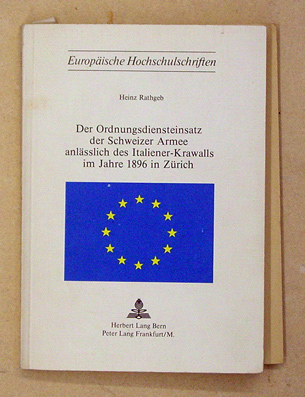 Europäische Hochschulschriften
Heinz Rathgeb
Der Ordnungsdiensteinsatz
der Schweizer Armee
anlässlich des Italiener-Krawalls
im Jahre 1896 in Zürich
Herbert Lang Bern
Peter Lang Frankfurt/M.